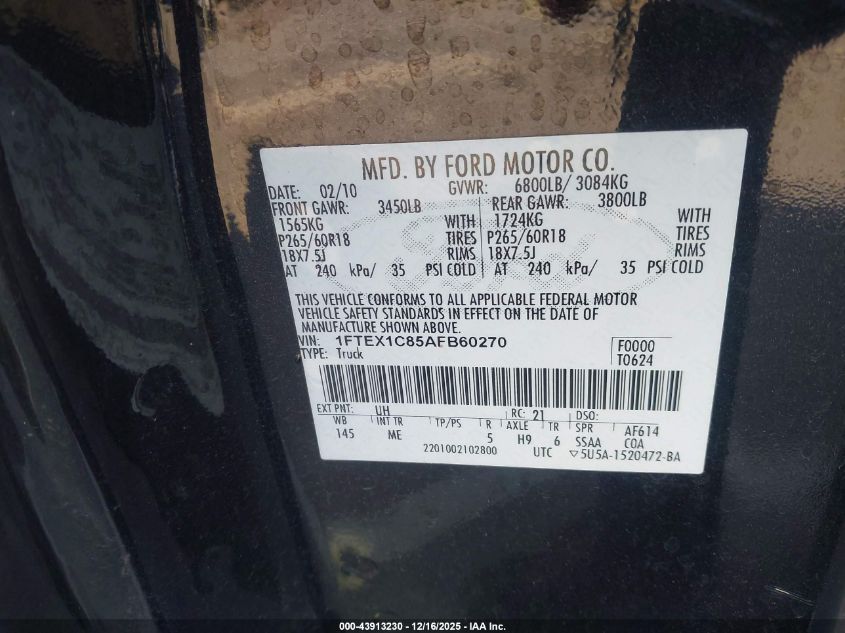 MFD. BY FORD MOTOR CO.
DATE: 02/10 GVWR: 6800LB/ 3084KG
FRONT GAWR: 3450LB REAR GAWR: 3800LB
1565KG WITH 1724KG WITH
P265/60R18 TIRES P265/60R18 TIRES
18X7.5J RIMS 18X7.5J RIMS
AT 240 kPa/ 35 PSI COLD AT 240 kPa/ 35 PSI COLD
THIS VEHICLE CONFORMS TO ALL APPLICABLE FEDERAL MOTOR
VEHICLE SAFETY STANDARDS IN EFFECT ON THE DATE OF
MANUFACTURE SHOWN ABOVE.
VIN: 1FTEX1C85AFB60270 F0000
TYPE: Truck T0624
EXT PNT: UH RC: 21 DSO:
WB INT TR TP/PS R AXLE TR SPR AF614
145 ME 5 H9 6 SSAA COA
2201002102800 UTC ▽5U5A-1520472-BA
000-43913230 - 12/16/2025 - IAA Inc.